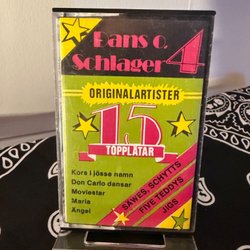 Dans o.
Schlager 4
ORIGINALARTISTER
15
TOPPLÅTAR
Kors i jösse namn
Don Carlo dansar
Moviestar
Maria
Angel
SÄWES, SCHYTTS
FIVE TEDDYS
JIGS